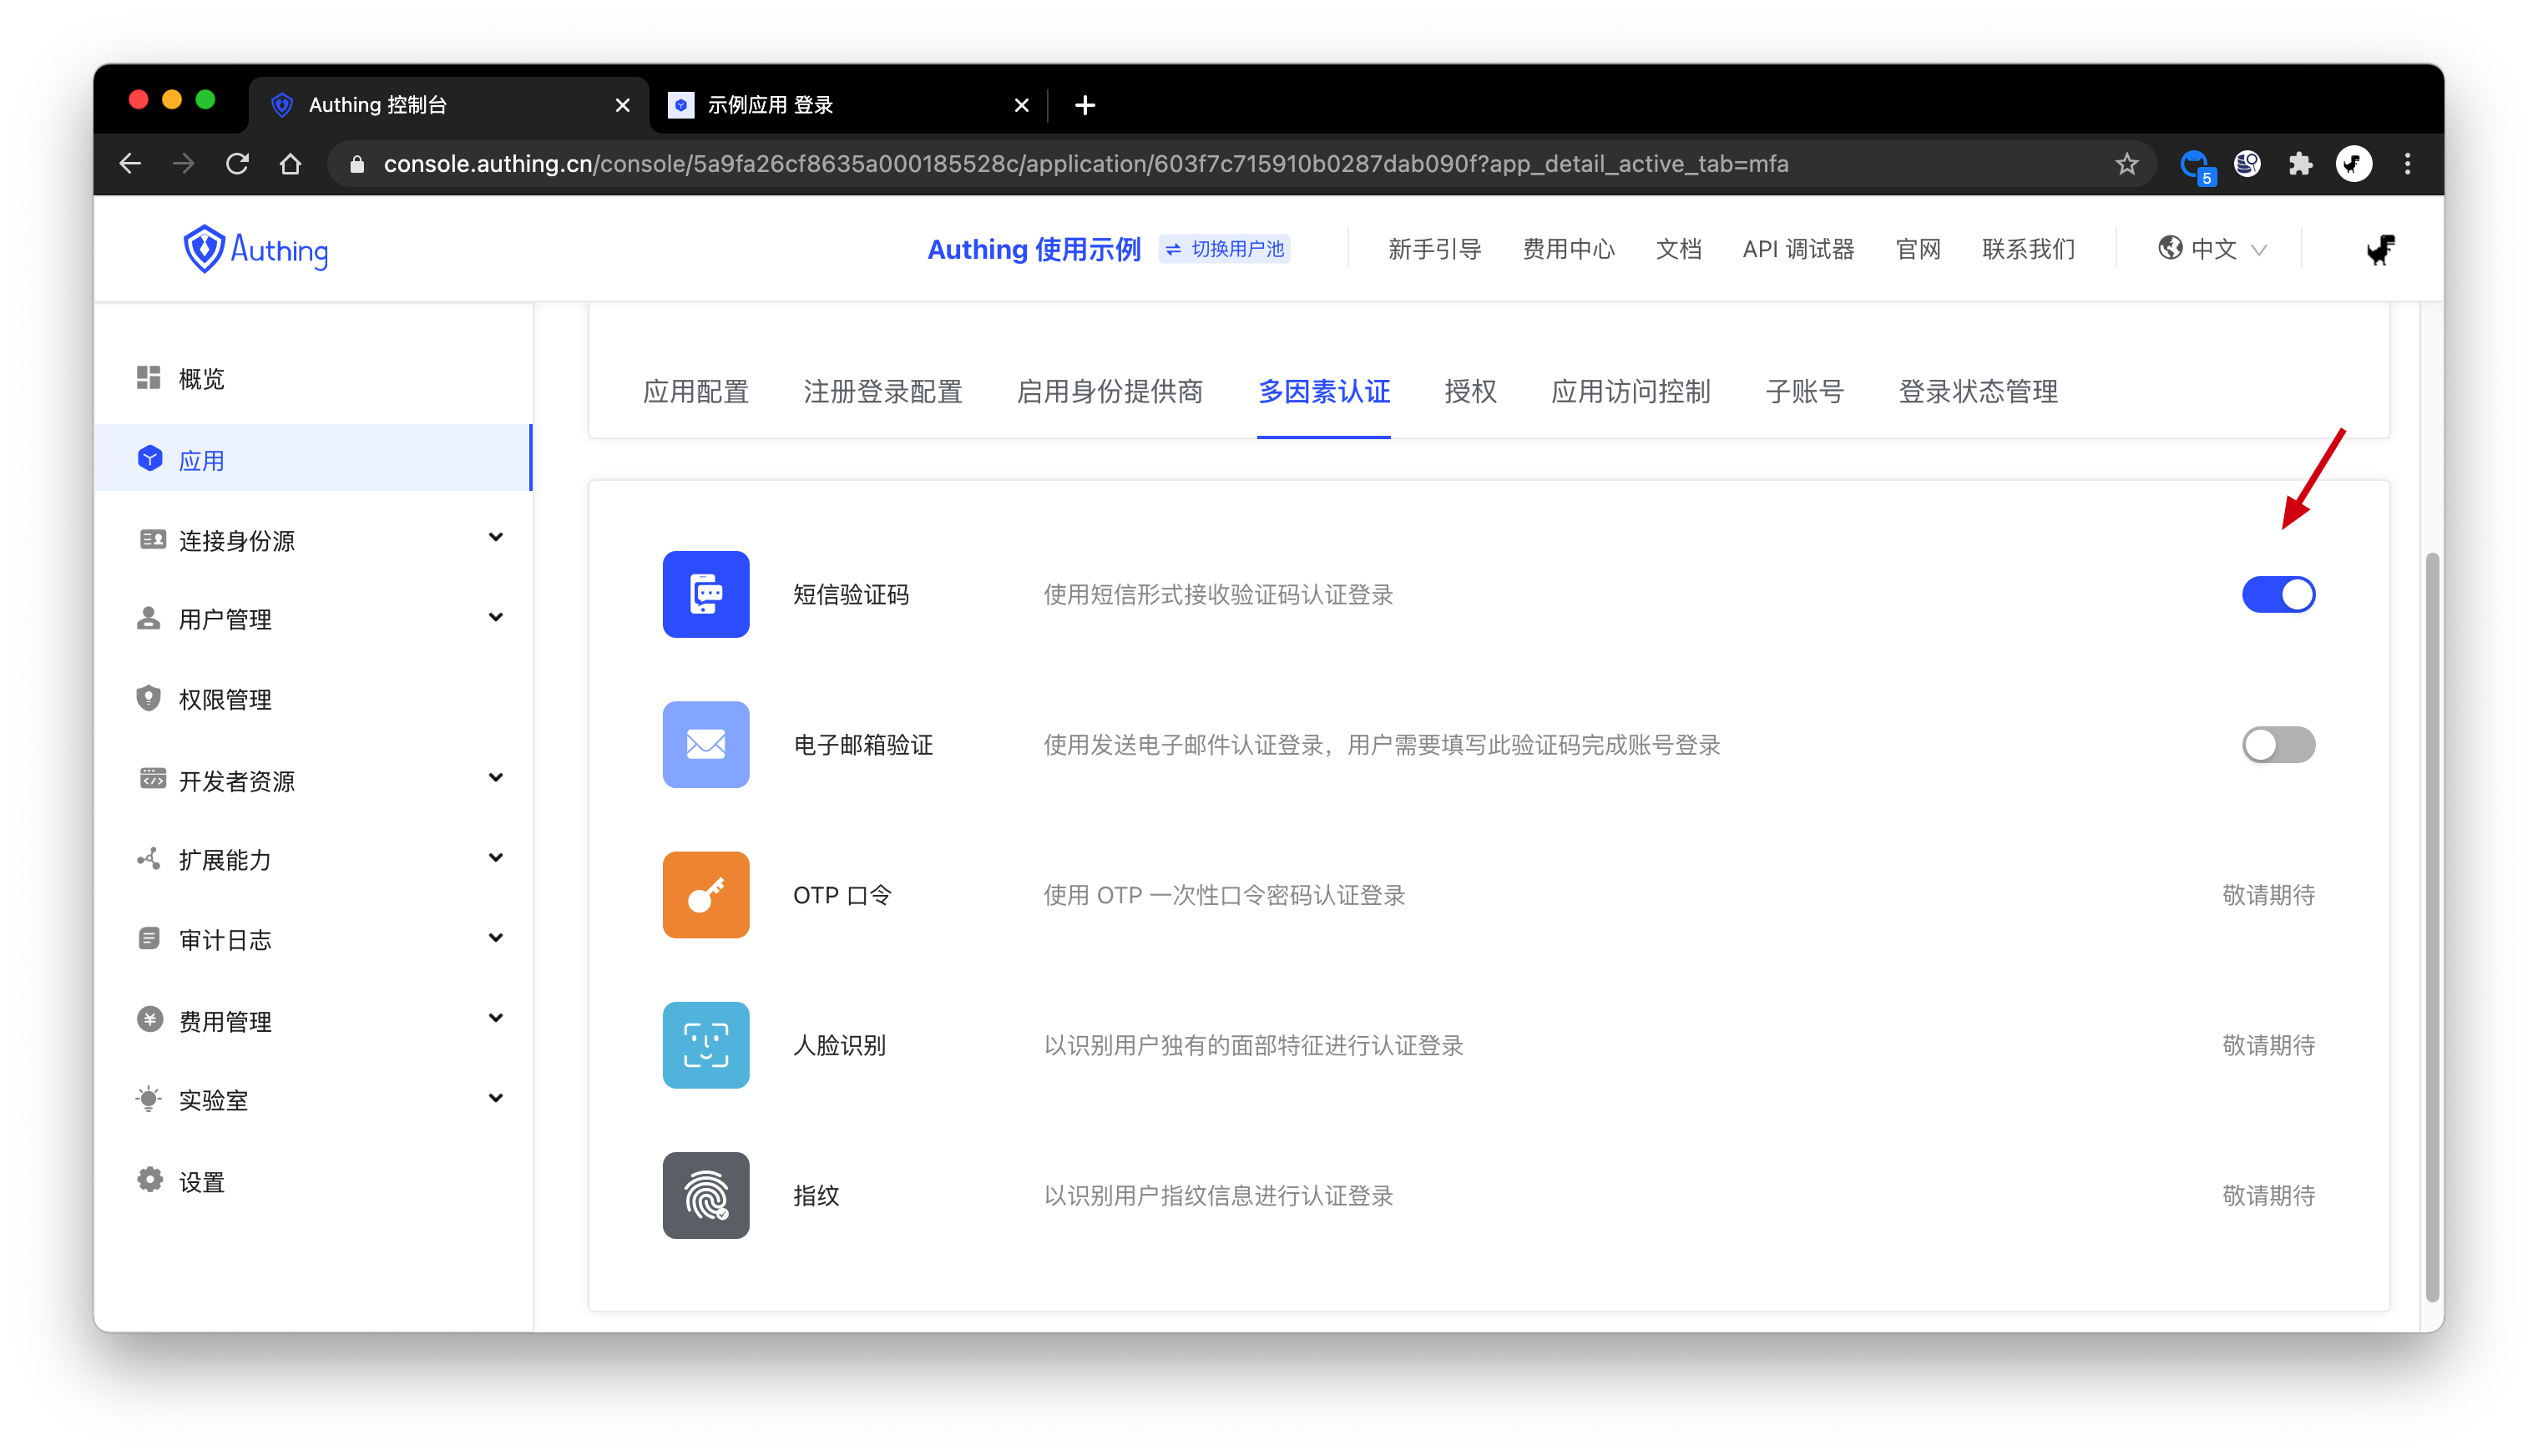 Authing 控制台
示例应用 登录
console.authing.cn/console/5a9fa26cf8635a000185528c/application/603f7c715910b0287dab090f?app_detail_active_tab=mfa
5
Authing
Authing 使用示例
切换用户池
新手引导
费用中心
文档
API 调试器
官网
联系我们
中文
概览
应用
连接身份源
用户管理
权限管理
开发者资源
扩展能力
审计日志
费用管理
实验室
设置
应用配置
注册登录配置
启用身份提供商
多因素认证
授权
应用访问控制
子账号
登录状态管理
短信验证码
使用短信形式接收验证码认证登录
电子邮箱验证
使用发送电子邮件认证登录，用户需要填写此验证码完成账号登录
OTP 口令
使用 OTP 一次性口令密码认证登录
敬请期待
人脸识别
以识别用户独有的面部特征进行认证登录
敬请期待
指纹
以识别用户指纹信息进行认证登录
敬请期待